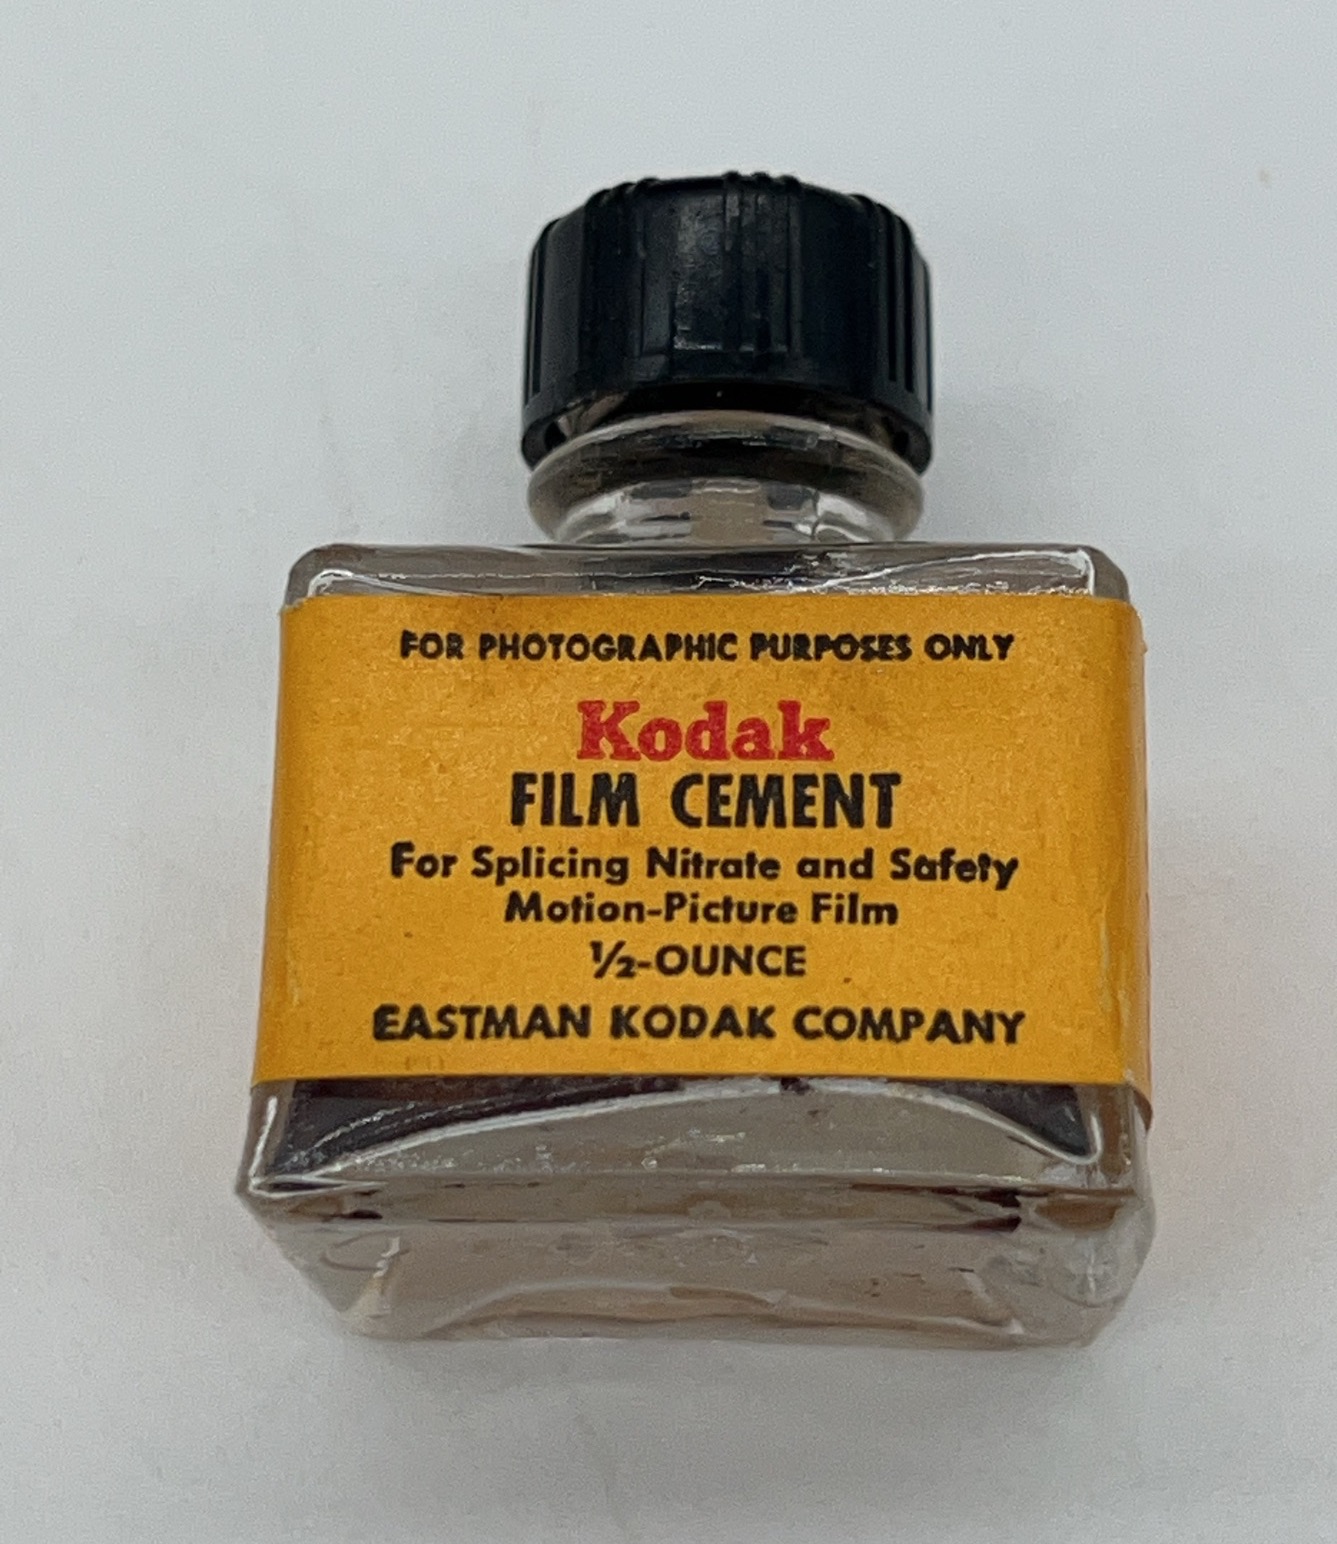 FOR PHOTOGRAPHIC PURPOSES ONLY
Kodak
FILM CEMENT
For Splicing Nitrate and Safety
Motion-Picture Film
½-OUNCE
EASTMAN KODAK COMPANY